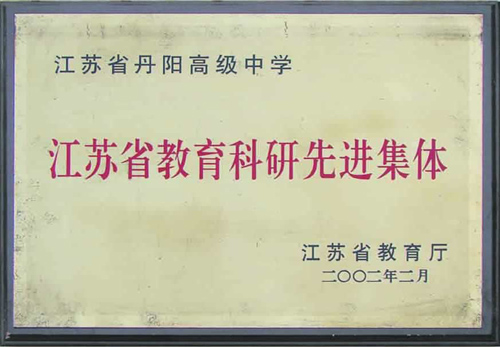 江苏省丹阳高级中学
江苏省教育科研先进集体
江苏省教育厅
二〇〇二年二月